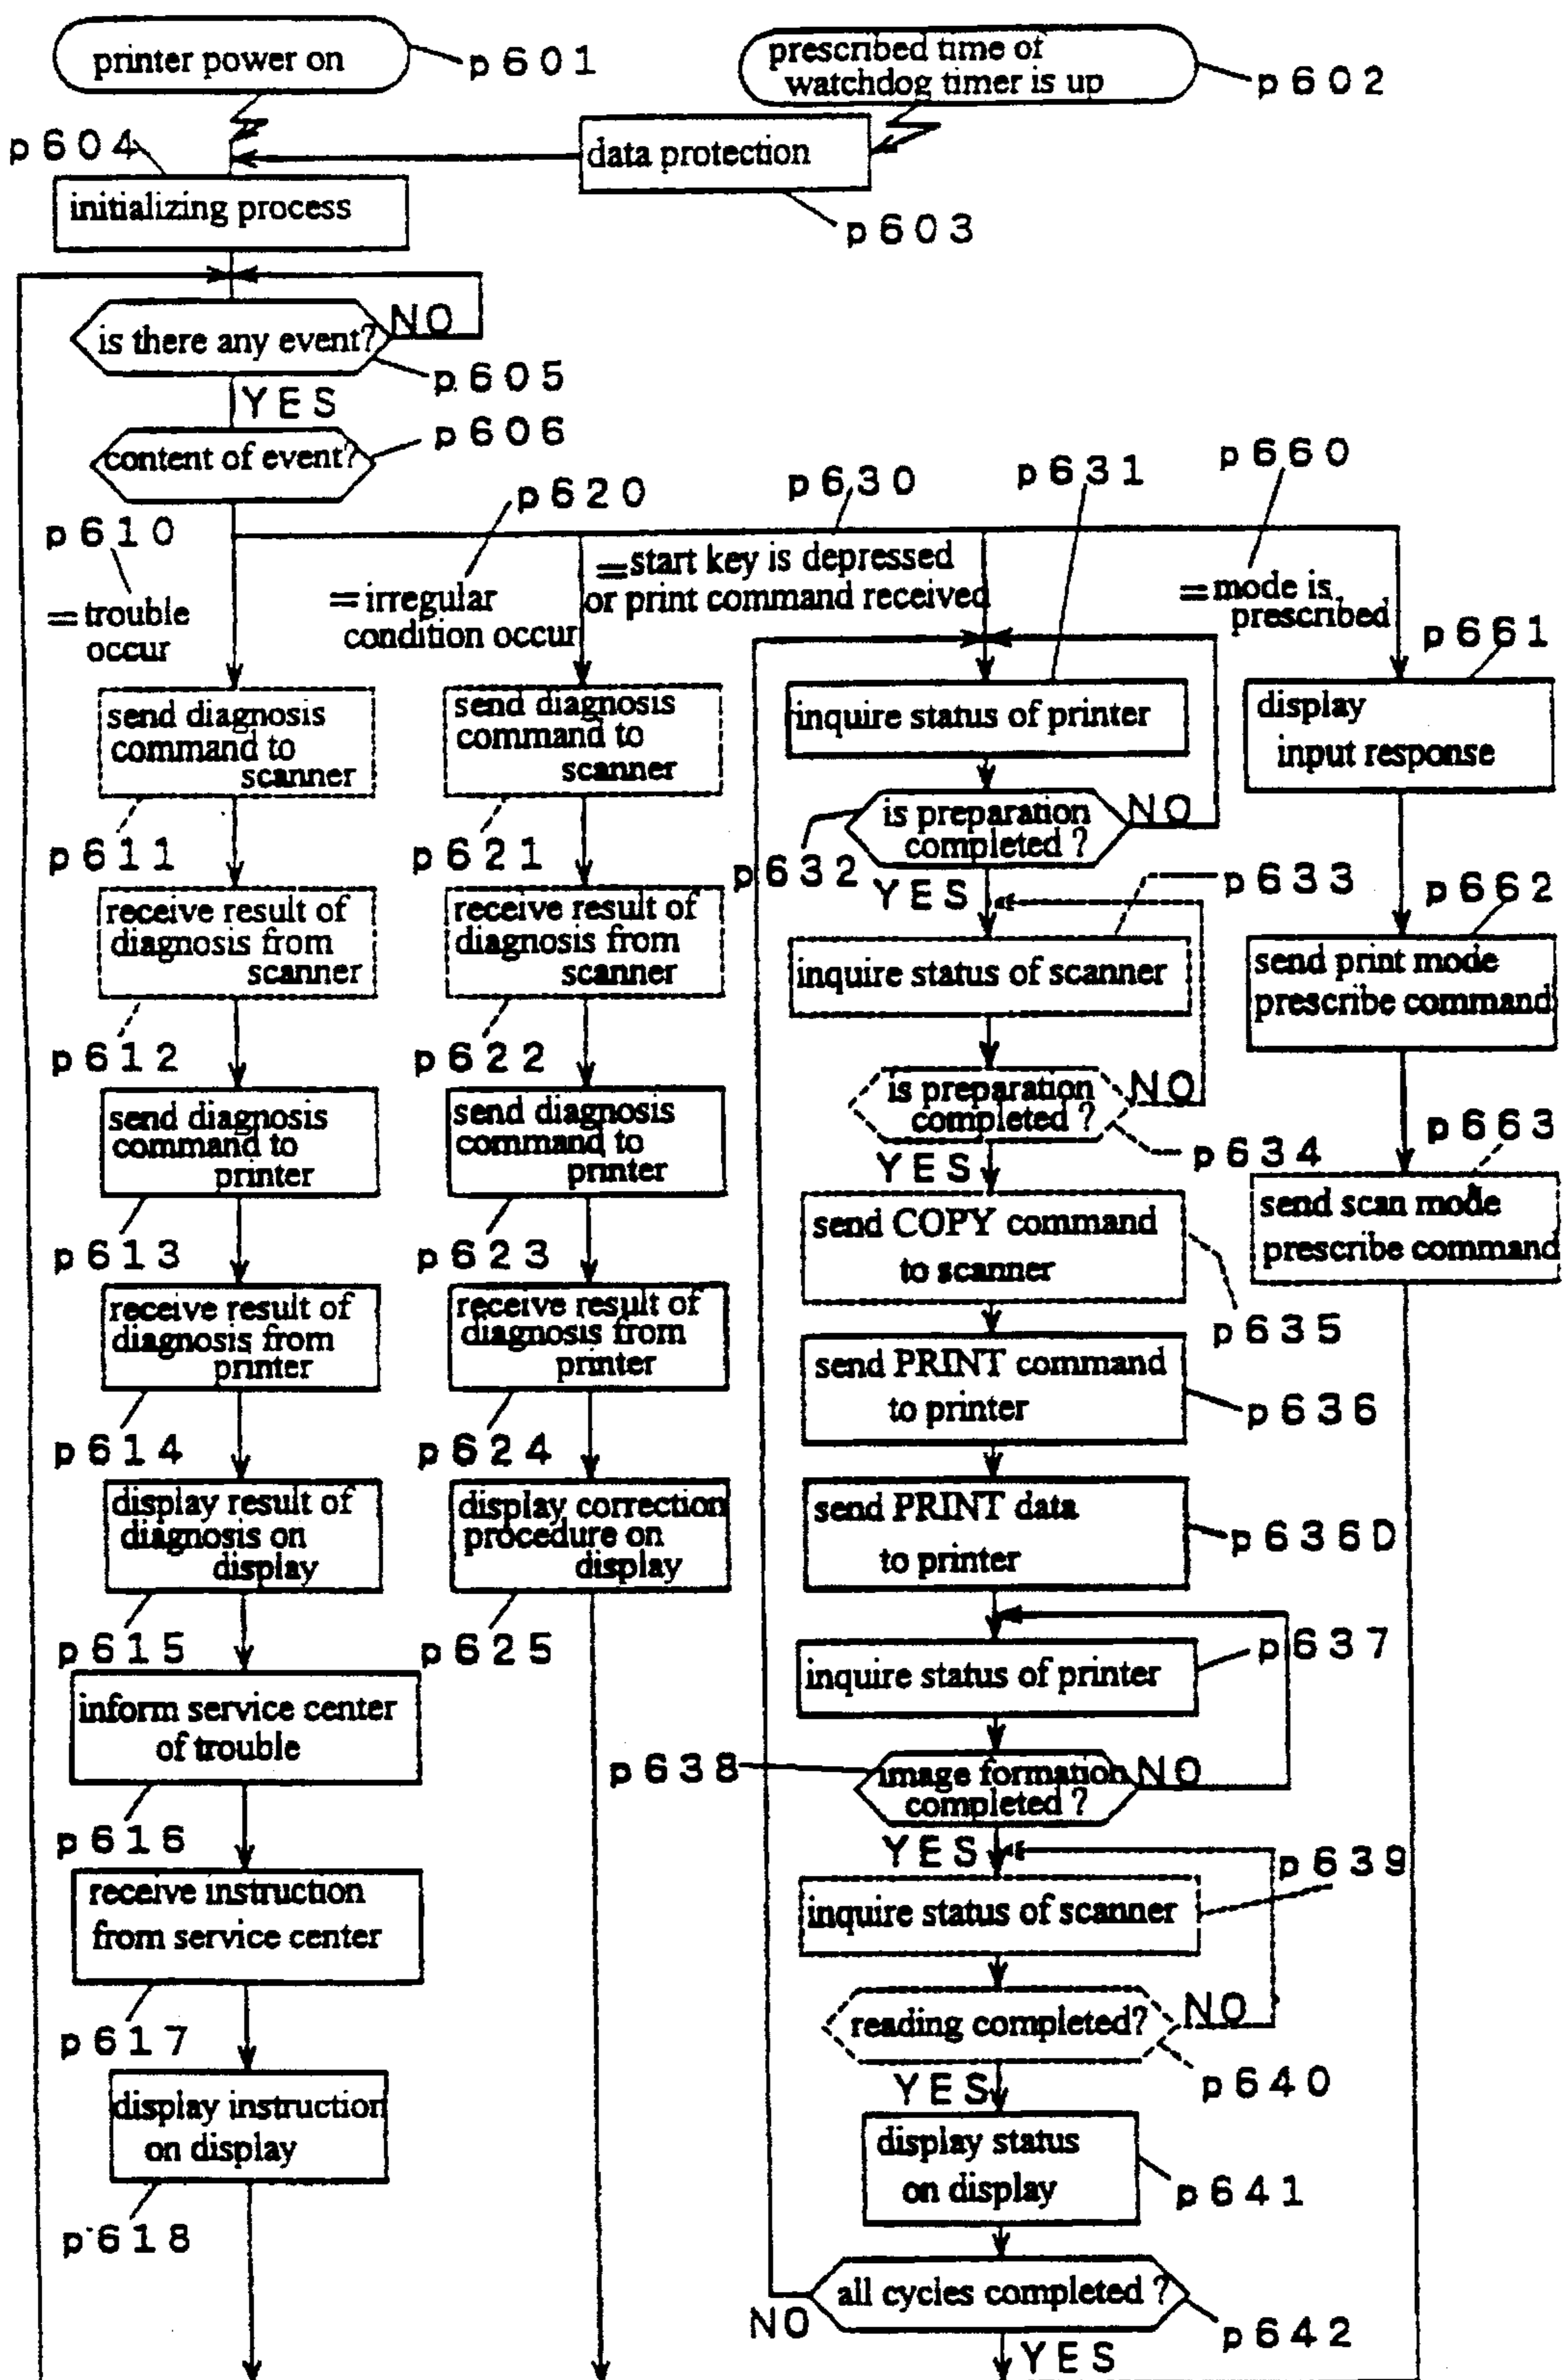 printer power on
p601
prescribed time of
watchdog timer is up
p602
p604
data protection
p603
initializing process
is there any event?
NO
p605
YES
content of event?
p606
p610
= trouble
occur
p620
= irregular
condition occur
p630
= start key is depressed
or print command received
p631
p660
= mode is
prescribed
p661
send diagnosis
command to
scanner
p611
receive result of
diagnosis from
scanner
p612
send diagnosis
command to
printer
p613
receive result of
diagnosis from
printer
p614
display result of
diagnosis on
display
p615
inform service center
of trouble
p616
receive instruction
from service center
p617
display instruction
on display
p618
send diagnosis
command to
scanner
p621
receive result of
diagnosis from
scanner
p622
send diagnosis
command to
printer
p623
receive result of
diagnosis from
printer
p624
display correction
procedure on
display
p625
inquire status of printer
is preparation
completed ?
NO
p632
YES
p633
inquire status of scanner
is preparation
completed ?
NO
p634
YES
send COPY command
to scanner
p635
send PRINT command
to printer
p636
send PRINT data
to printer
p636D
inquire status of printer
p637
p638
image formation
completed ?
NO
YES
p639
inquire status of scanner
reading completed?
NO
p640
YES
display status
on display
p641
all cycles completed ?
NO
p642
YES
display
input response
p662
send print mode
prescribe command
p663
send scan mode
prescribe command